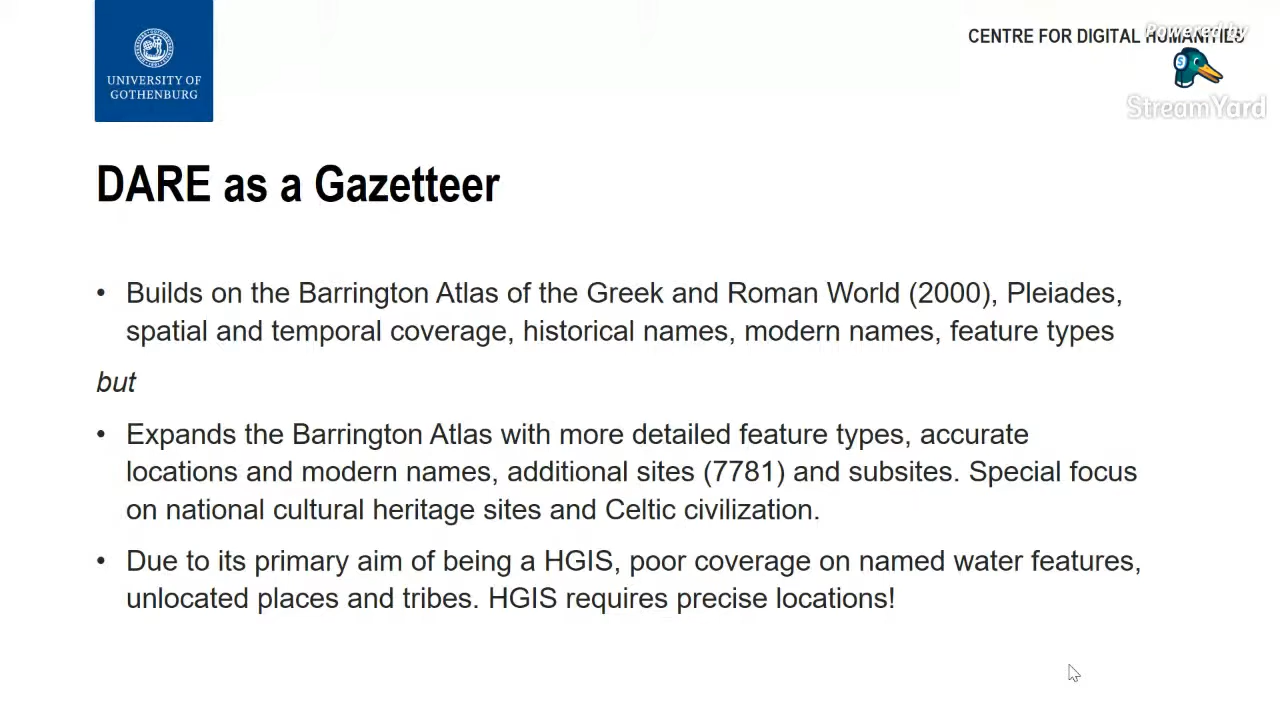 UNIVERSITY OF
GOTHENBURG
CENTRE FOR DIGITAL HUMANITIES
Powered by
StreamYard
DARE as a Gazetteer
• Builds on the Barrington Atlas of the Greek and Roman World (2000), Pleiades,
spatial and temporal coverage, historical names, modern names, feature types
but
• Expands the Barrington Atlas with more detailed feature types, accurate
locations and modern names, additional sites (7781) and subsites. Special focus
on national cultural heritage sites and Celtic civilization.
• Due to its primary aim of being a HGIS, poor coverage on named water features,
unlocated places and tribes. HGIS requires precise locations!